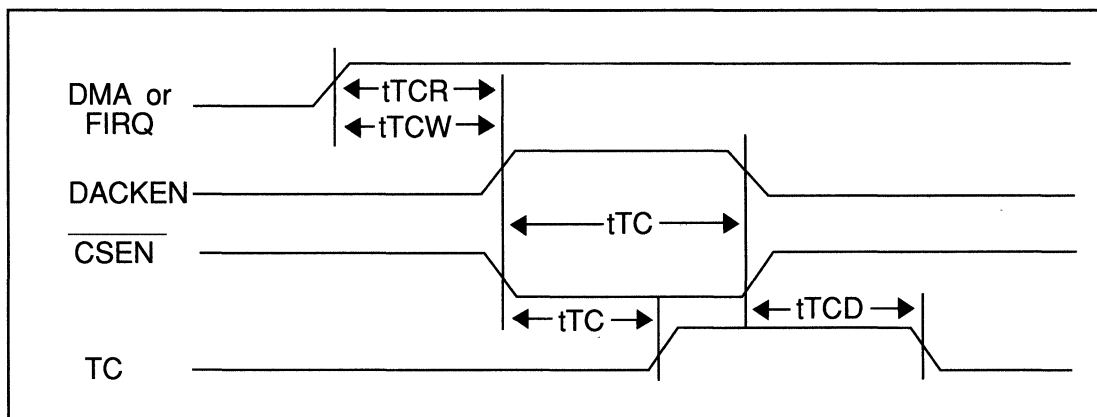 DMA or
FIRQ
tTCR
tTCW
DACKEN
tTC
CSEN
tTC
tTCD
TC